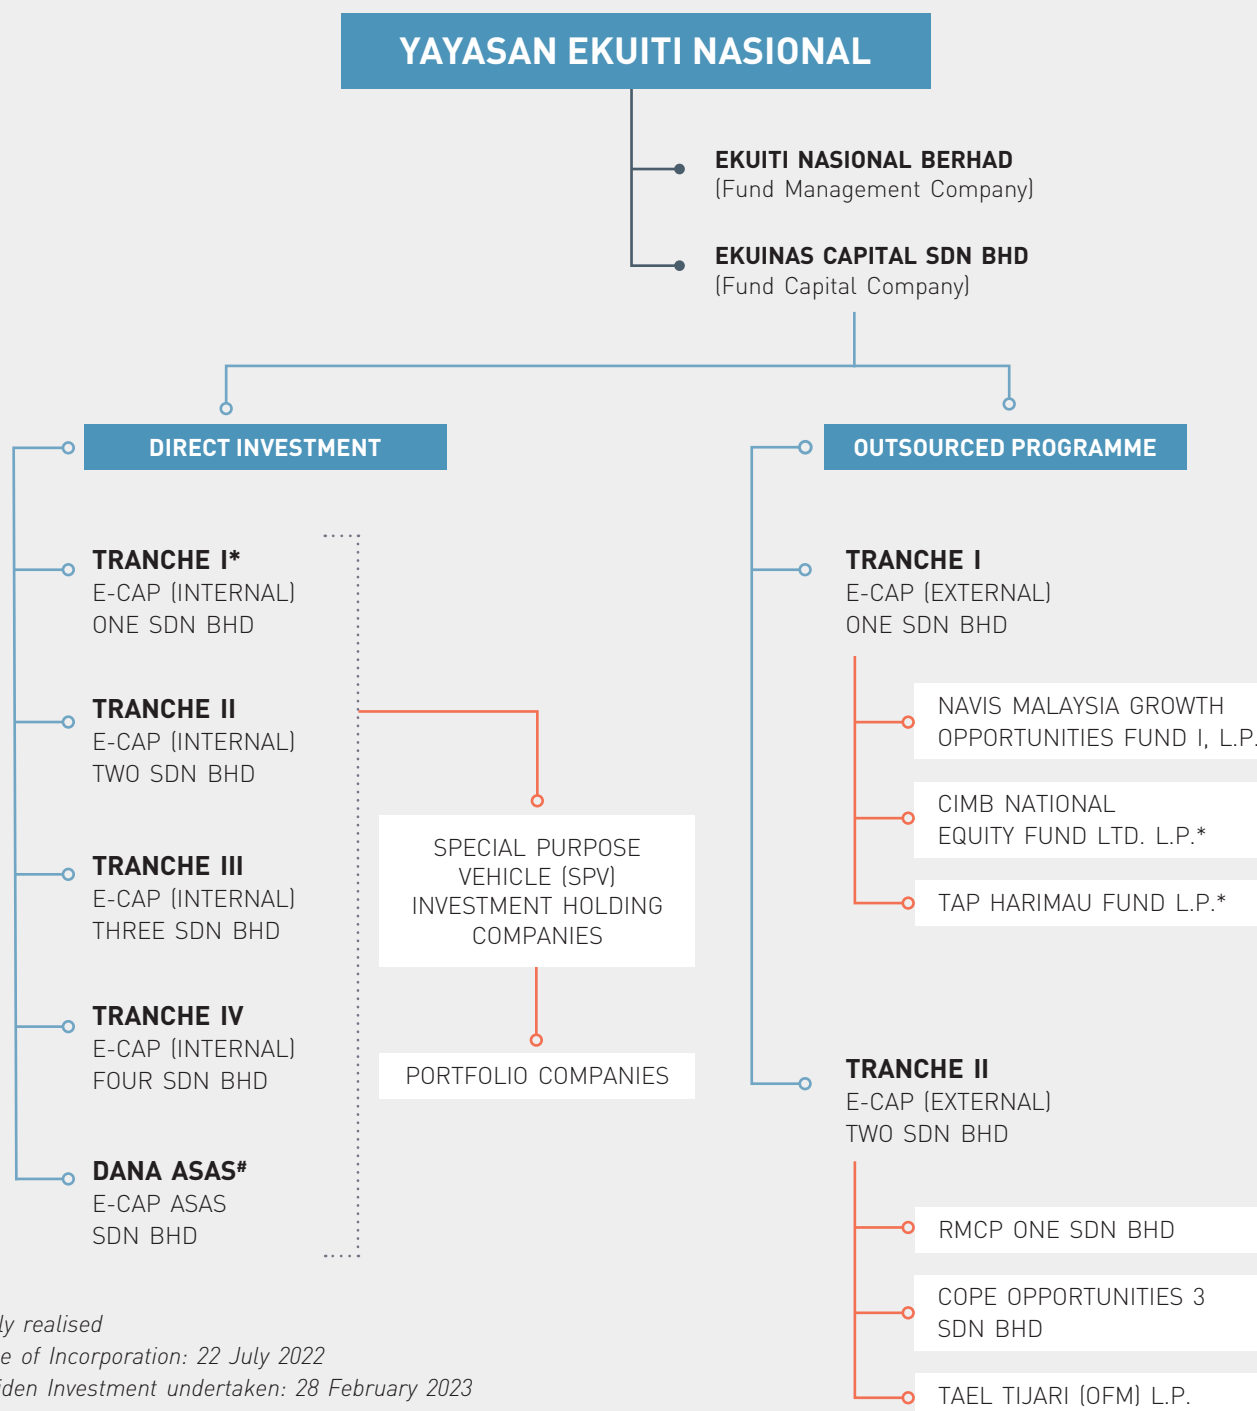 YAYASAN EKUITI NASIONAL
EKUITI NASIONAL BERHAD
(Fund Management Company)
EKUINAS CAPITAL SDN BHD
(Fund Capital Company)
DIRECT INVESTMENT
TRANCHE I*
E-CAP (INTERNAL)
ONE SDN BHD
TRANCHE II
E-CAP (INTERNAL)
TWO SDN BHD
TRANCHE III
E-CAP (INTERNAL)
THREE SDN BHD
TRANCHE IV
E-CAP (INTERNAL)
FOUR SDN BHD
DANA ASAS#
E-CAP ASAS
SDN BHD
SPECIAL PURPOSE
VEHICLE (SPV)
INVESTMENT HOLDING
COMPANIES
PORTFOLIO COMPANIES
OUTSOURCED PROGRAMME
TRANCHE I
E-CAP (EXTERNAL)
ONE SDN BHD
NAVIS MALAYSIA GROWTH
OPPORTUNITIES FUND I, L.P.
CIMB NATIONAL
EQUITY FUND LTD. L.P.*
TAP HARIMAU FUND L.P.*
TRANCHE II
E-CAP (EXTERNAL)
TWO SDN BHD
RMCP ONE SDN BHD
COPE OPPORTUNITIES 3
SDN BHD
TAEL TIJARI (OFM) L.P.
realised
of Incorporation: 22 July 2022
Investment undertaken: 28 February 2023